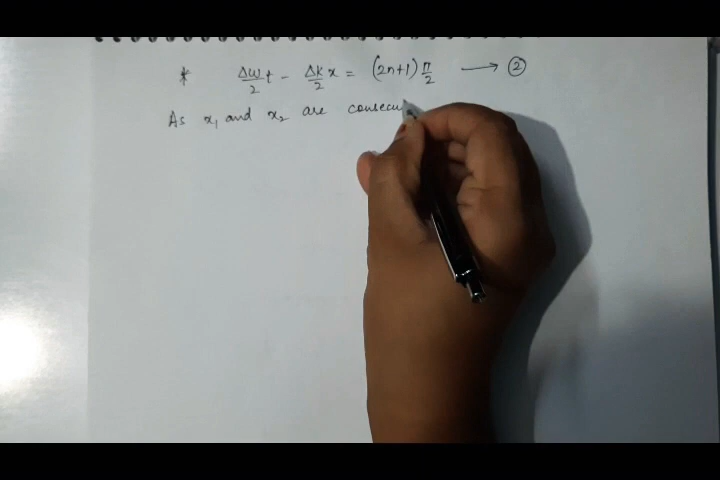 * Δω/2 t - Δk/2 x = (2n+1) π/2 → ②
As x₁ and x₂ are consecu